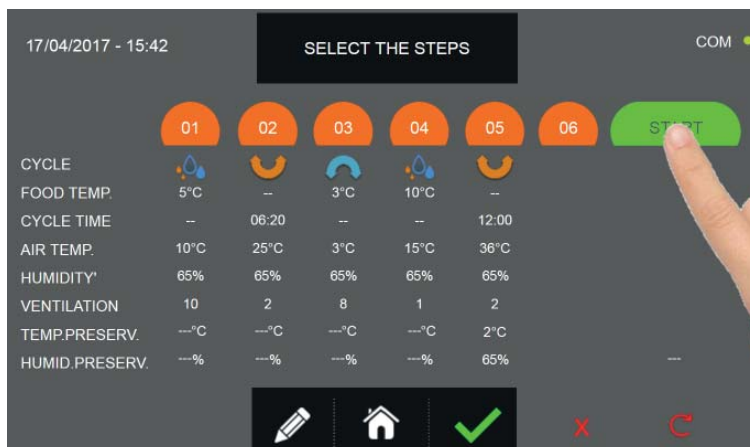 17/04/2017 - 15:42
SELECT THE STEPS
COM
01 02 03 04 05 06 START
CYCLE
FOOD TEMP. 5°C -- 3°C 10°C --
CYCLE TIME -- 06:20 -- -- 12:00
AIR TEMP. 10°C 25°C 3°C 15°C 36°C
HUMIDITY' 65% 65% 65% 65% 65%
VENTILATION 10 2 8 1 2
TEMP.PRESERV. ---°C ---°C ---°C ---°C 2°C
HUMID.PRESERV. ---% ---% ---% ---% 65% ---
X